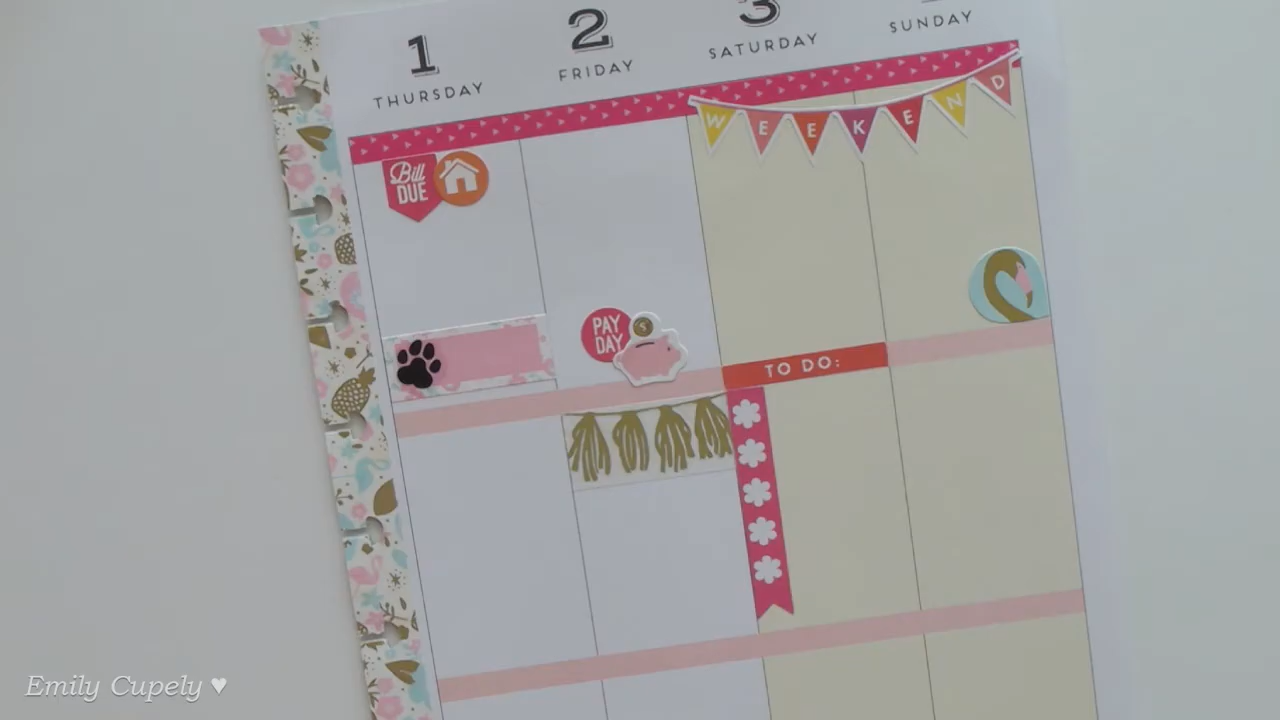 1
THURSDAY
2
FRIDAY
3
SATURDAY
SUNDAY
WEEKEND
Bill
DUE
PAY
DAY
$
TO DO:
Emily Cupely ♥